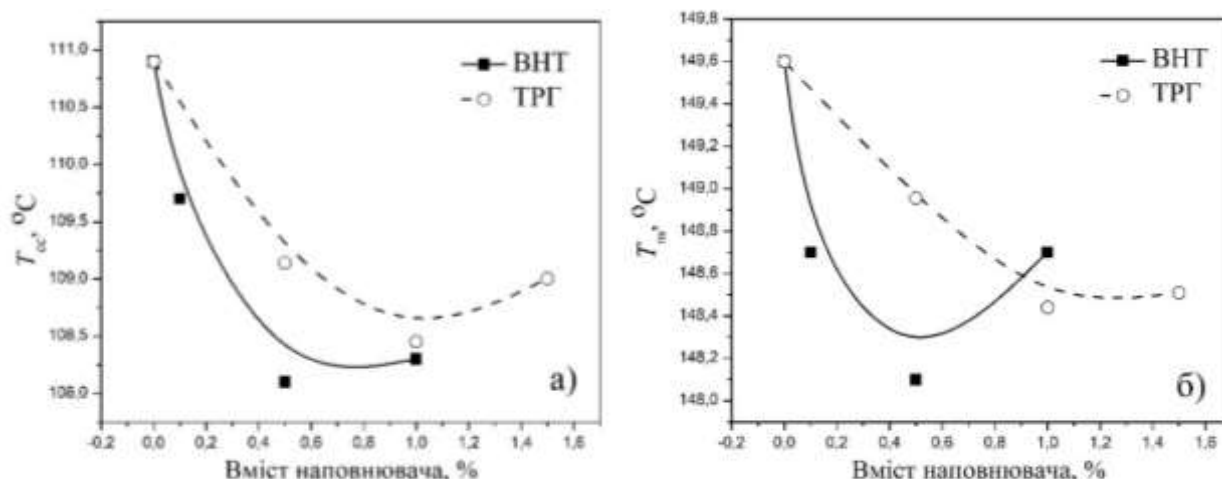 111,0
110,5
110,0
109,5
109,0
108,5
108,0
T_cc, °C
ВНТ
ТРГ
а)
-0,2 0,0 0,2 0,4 0,6 0,8 1,0 1,2 1,4 1,6
Вміст наповнювача, %
149,8
149,6
149,4
149,2
149,0
148,8
148,6
148,4
148,2
148,0
T_m, °C
ВНТ
ТРГ
б)
-0,2 0,0 0,2 0,4 0,6 0,8 1,0 1,2 1,4 1,6
Вміст наповнювача, %